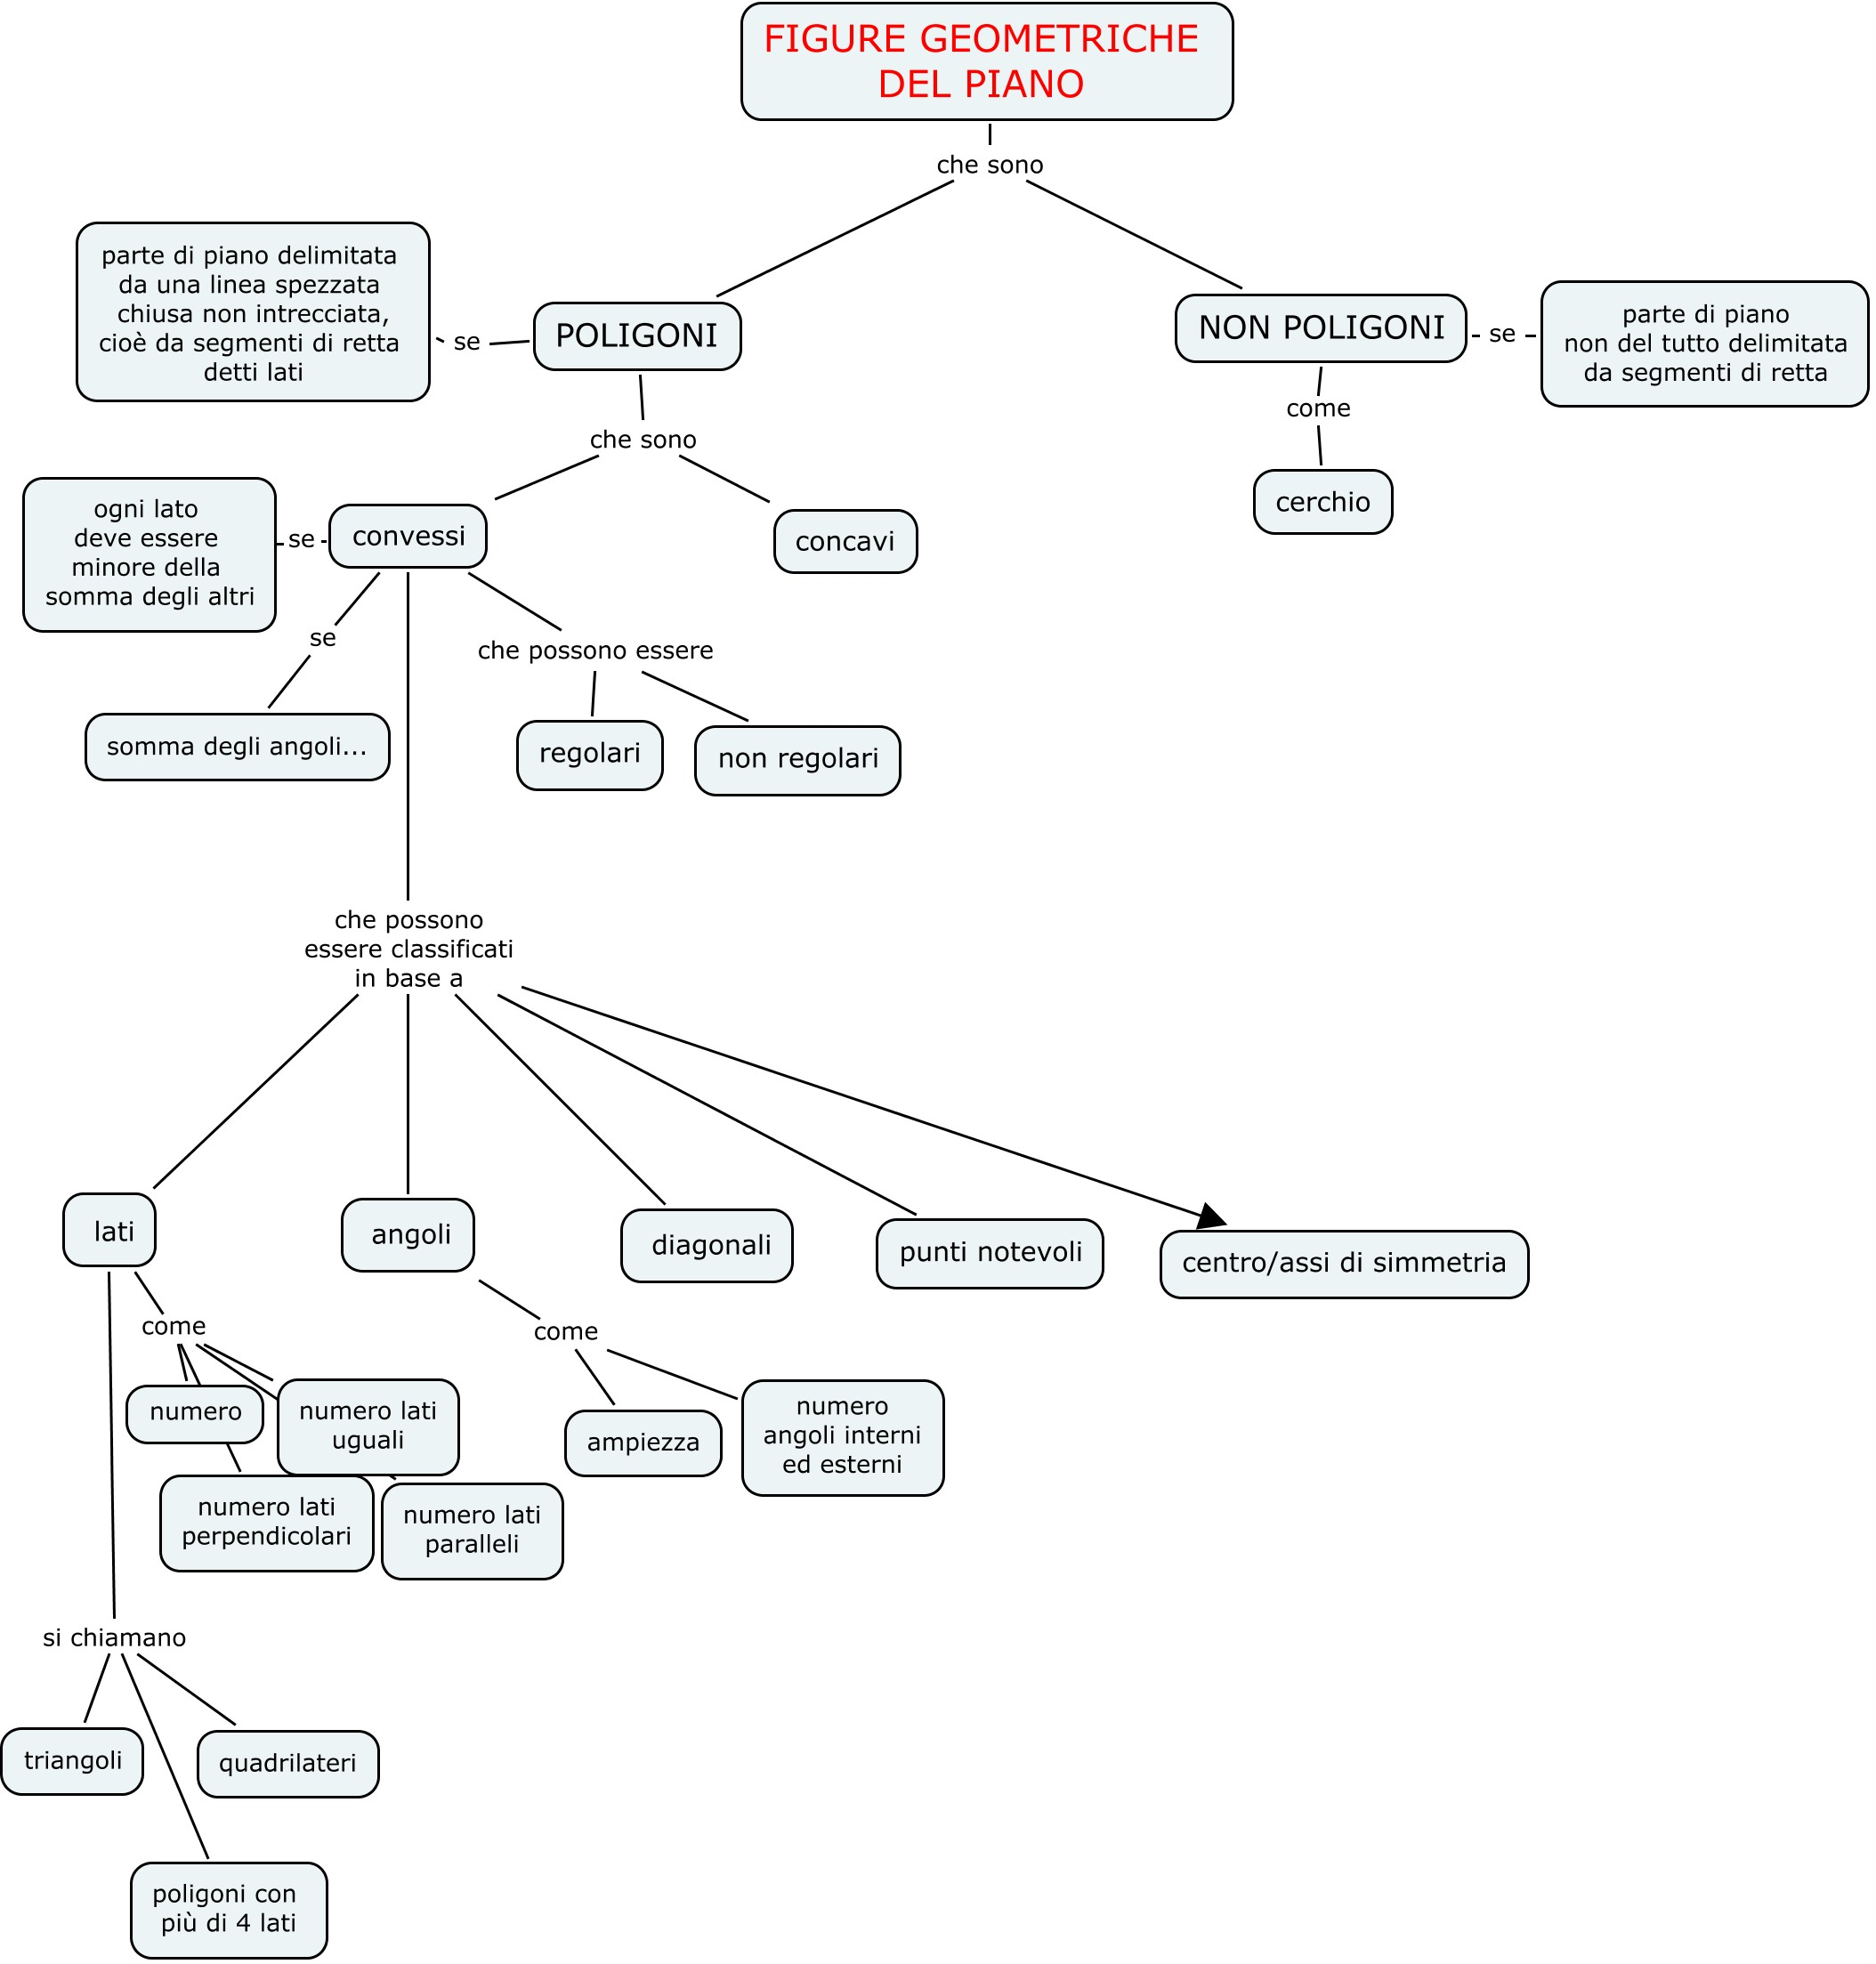 FIGURE GEOMETRICHE
DEL PIANO
che sono
parte di piano delimitata
da una linea spezzata
chiusa non intrecciata,
cioè da segmenti di retta
detti lati
se
POLIGONI
NON POLIGONI
se
parte di piano
non del tutto delimitata
da segmenti di retta
come
cerchio
che sono
ogni lato
deve essere
minore della
somma degli altri
se
convessi
concavi
se
che possono essere
somma degli angoli...
regolari
non regolari
che possono
essere classificati
in base a
lati
angoli
diagonali
punti notevoli
centro/assi di simmetria
come
numero
numero lati
uguali
numero lati
perpendicolari
numero lati
paralleli
come
ampiezza
numero
angoli interni
ed esterni
si chiamano
triangoli
quadrilateri
poligoni con
più di 4 lati